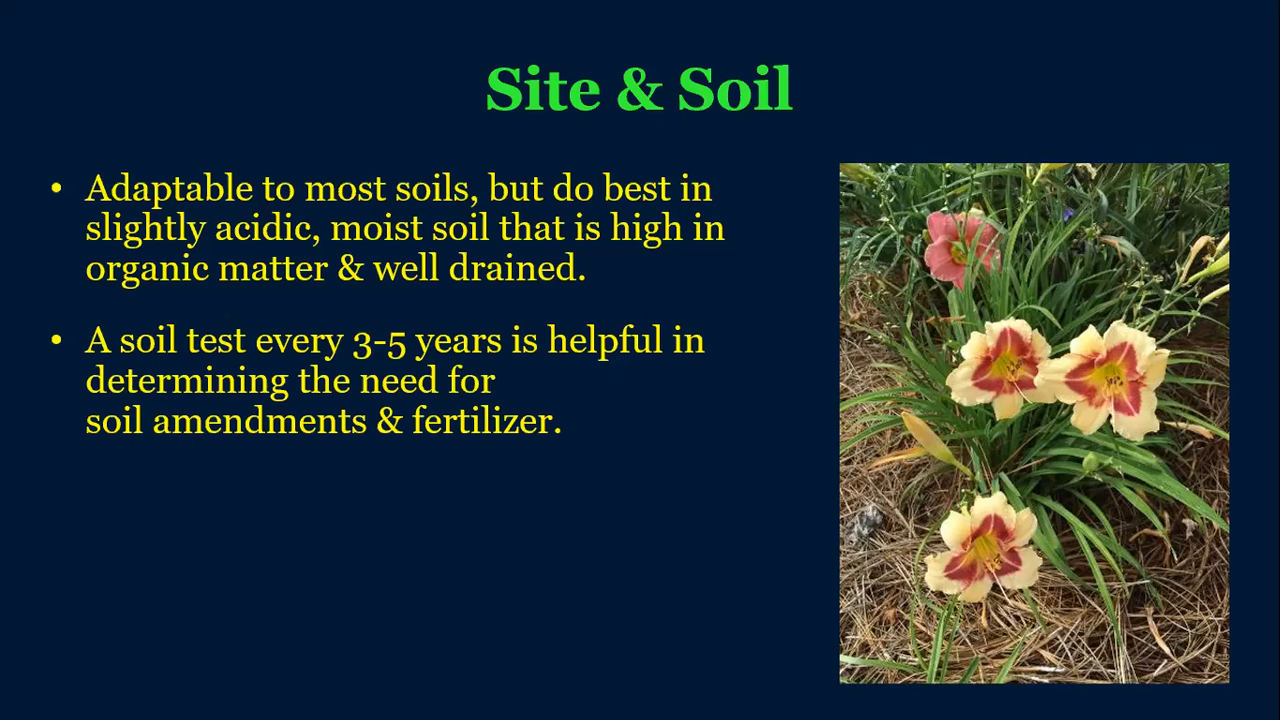 Site & Soil
• Adaptable to most soils, but do best in
slightly acidic, moist soil that is high in
organic matter & well drained.
• A soil test every 3-5 years is helpful in
determining the need for
soil amendments & fertilizer.